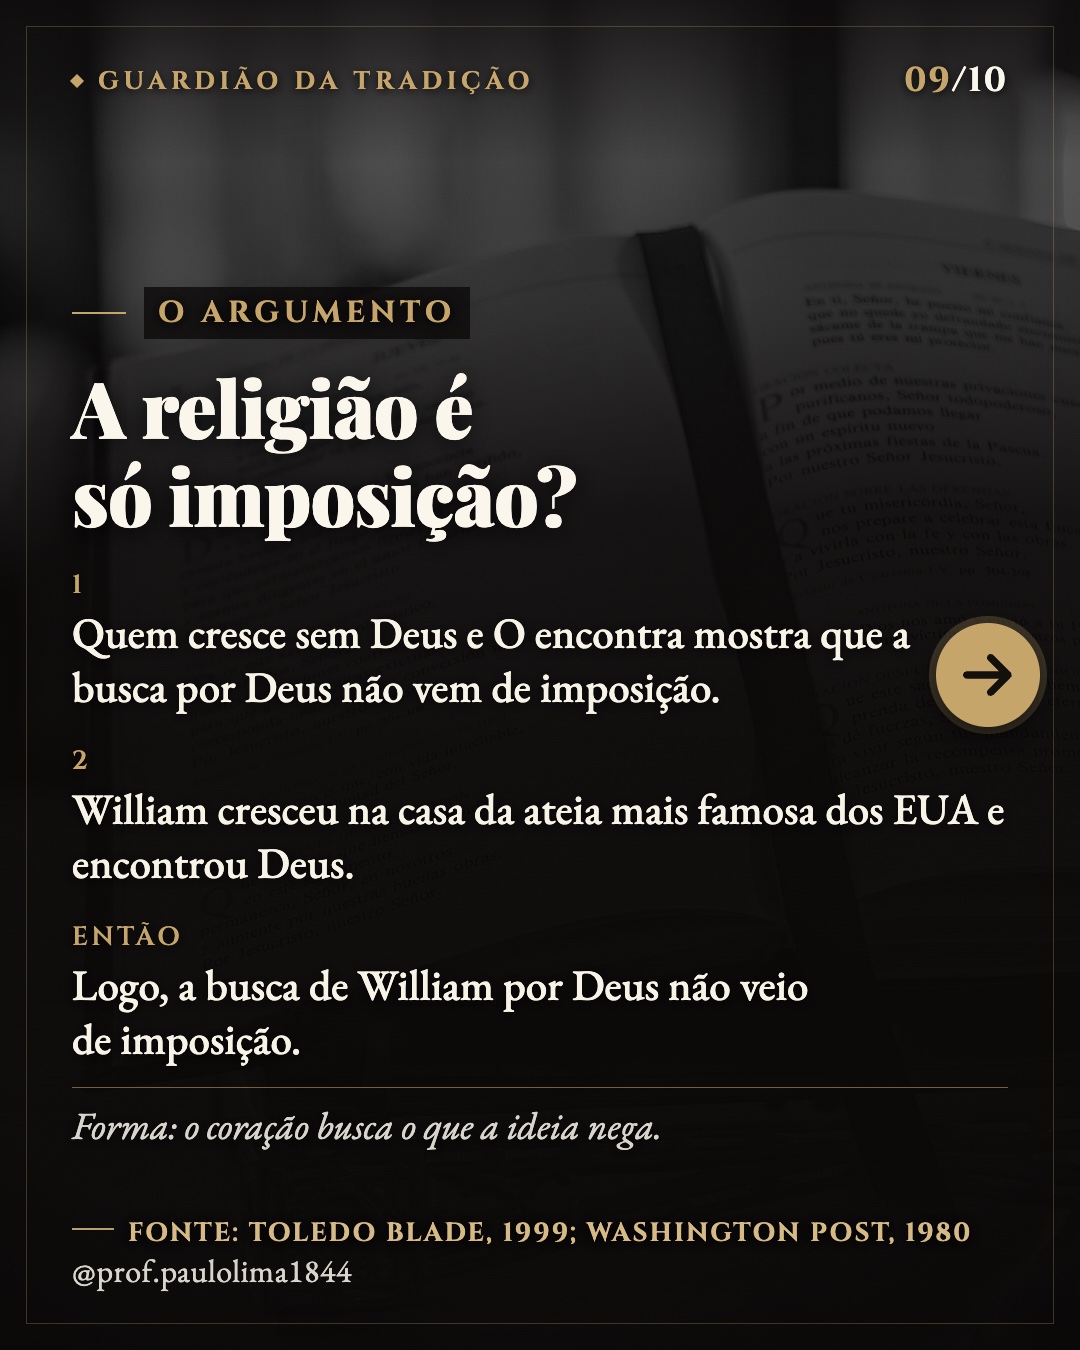 GUARDIÃO DA TRADIÇÃO
09/10
VIERNES
O ARGUMENTO
A religião é
só imposição?
1
Quem cresce sem Deus e O encontra mostra que a
busca por Deus não vem de imposição.
2
William cresceu na casa da ateia mais famosa dos EUA e
encontrou Deus.
ENTÃO
Logo, a busca de William por Deus não veio
de imposição.
Forma: o coração busca o que a ideia nega.
FONTE: TOLEDO BLADE, 1999; WASHINGTON POST, 1980
@prof.paulolima1844